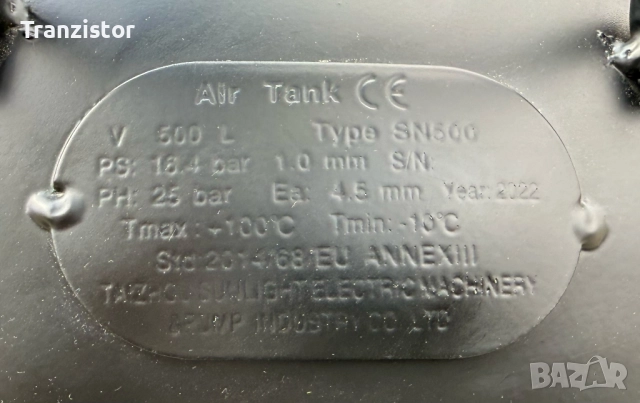 Tranzistor
Air Tank CE
V 500 L Type SN500
PS: 16.4 bar 1.0 mm S/N:
PH: 25 bar Ea: 4.5 mm Year: 2022
Tmax: +100°C Tmin: -10°C
Std 2014/68/EU ANNEXIII
TAIZHOU SUNLIGHT ELECTRIC MACHINERY
INDUSTRY CO.,LTD
BAZAR